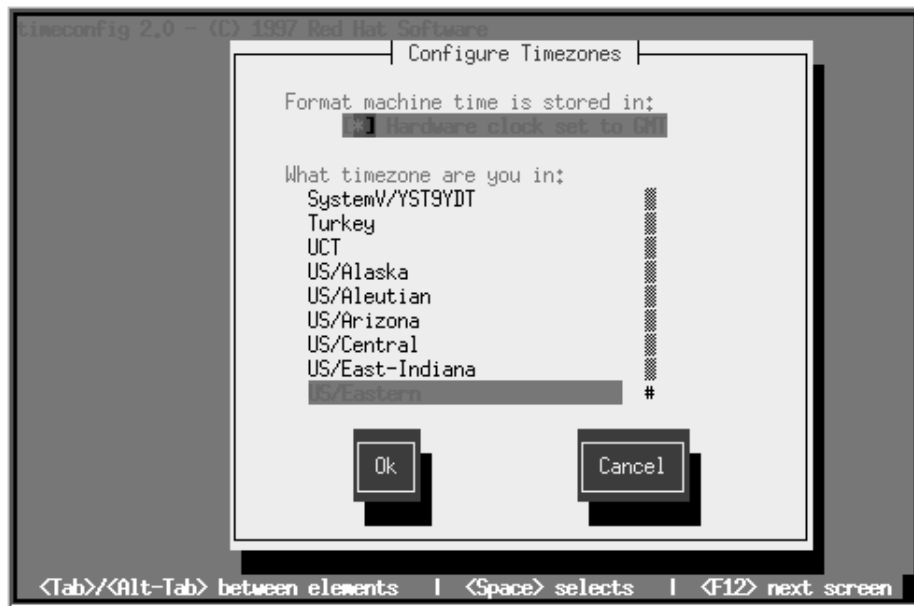 timeconfig 2.0 - (C) 1997 Red Hat Software
Configure Timezones
Format machine time is stored in:
[*] Hardware clock set to GMT
What timezone are you in:
SystemV/YST9YDT
Turkey
UCT
US/Alaska
US/Aleutian
US/Arizona
US/Central
US/East-Indiana
US/Eastern #
Ok Cancel
<Tab>/<Alt-Tab> between elements | <Space> selects | <F12> next screen